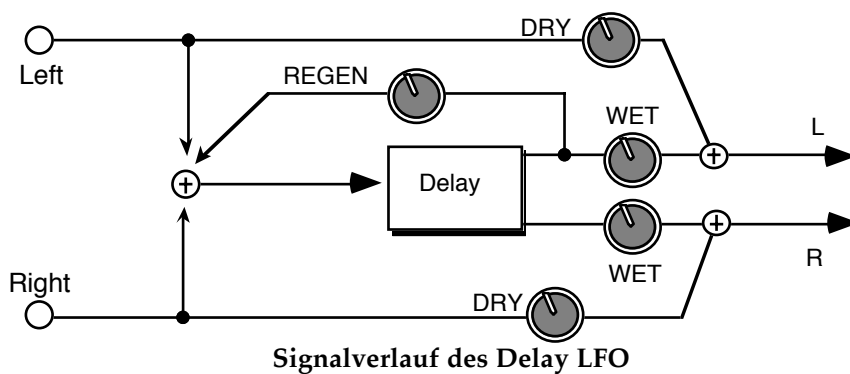 DRY
Left
REGEN
WET
L
Delay
R
WET
Right
DRY
Signalverlauf des Delay LFO